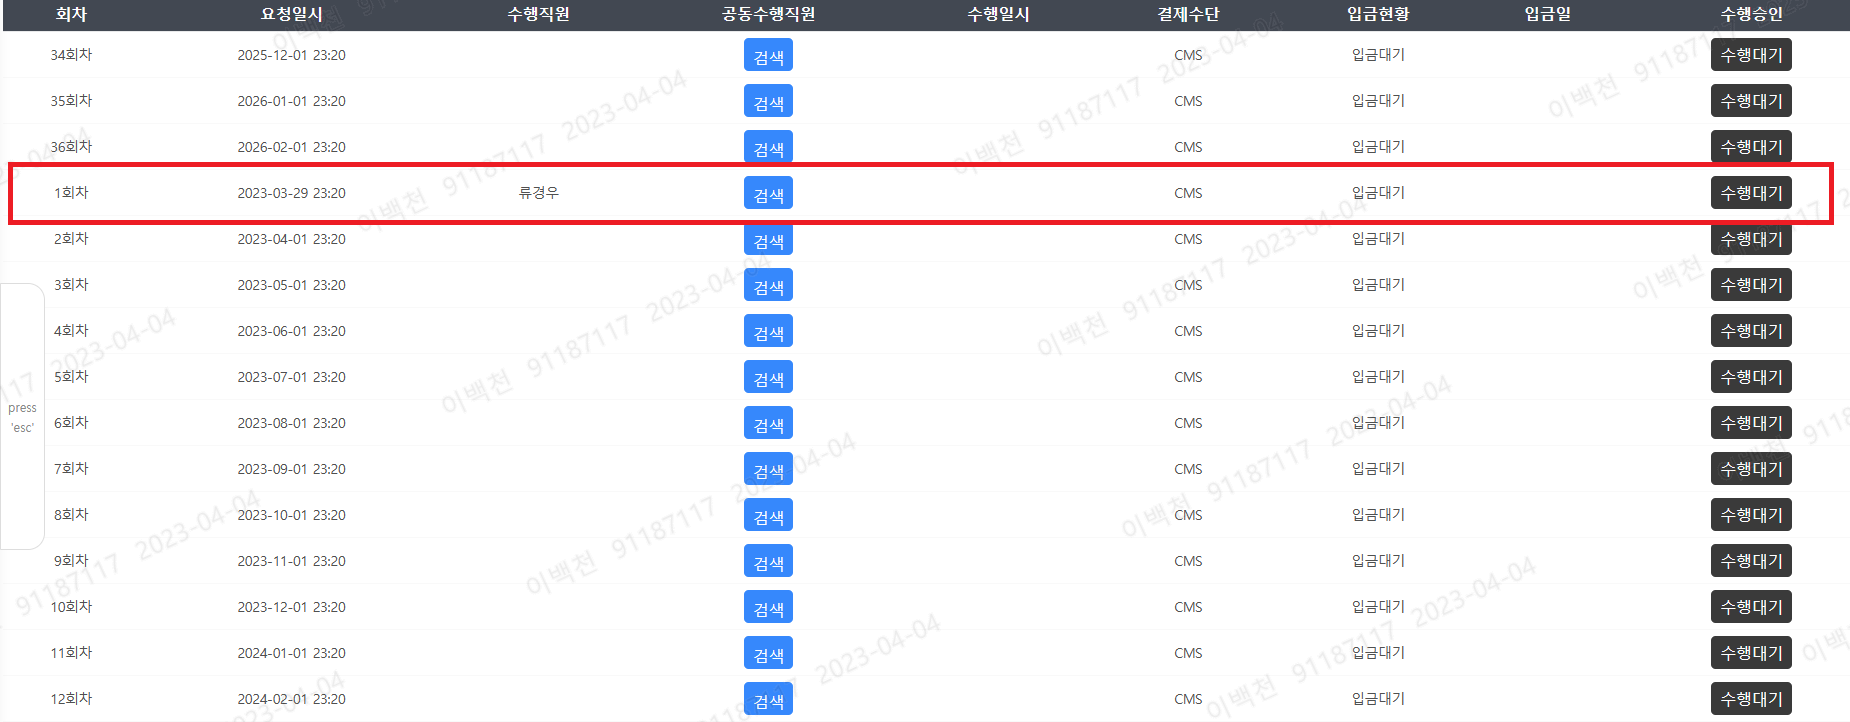 회차 요청일시 수행직원 공동수행직원 수행일시 결제수단 입금현황 입금일 수행승인
34회차 2025-12-01 23:20 검색 CMS 입금대기 수행대기
35회차 2026-01-01 23:20 검색 CMS 입금대기 수행대기
36회차 2026-02-01 23:20 검색 CMS 입금대기 수행대기
1회차 2023-03-29 23:20 류경우 검색 CMS 입금대기 수행대기
2회차 2023-04-01 23:20 검색 CMS 입금대기 수행대기
3회차 2023-05-01 23:20 검색 CMS 입금대기 수행대기
4회차 2023-06-01 23:20 검색 CMS 입금대기 수행대기
5회차 2023-07-01 23:20 검색 CMS 입금대기 수행대기
press
'esc'
6회차 2023-08-01 23:20 검색 CMS 입금대기 수행대기
7회차 2023-09-01 23:20 검색 CMS 입금대기 수행대기
8회차 2023-10-01 23:20 검색 CMS 입금대기 수행대기
9회차 2023-11-01 23:20 검색 CMS 입금대기 수행대기
10회차 2023-12-01 23:20 검색 CMS 입금대기 수행대기
11회차 2024-01-01 23:20 검색 CMS 입금대기 수행대기
12회차 2024-02-01 23:20 검색 CMS 입금대기 수행대기
이백천 91187117 2023-04-04